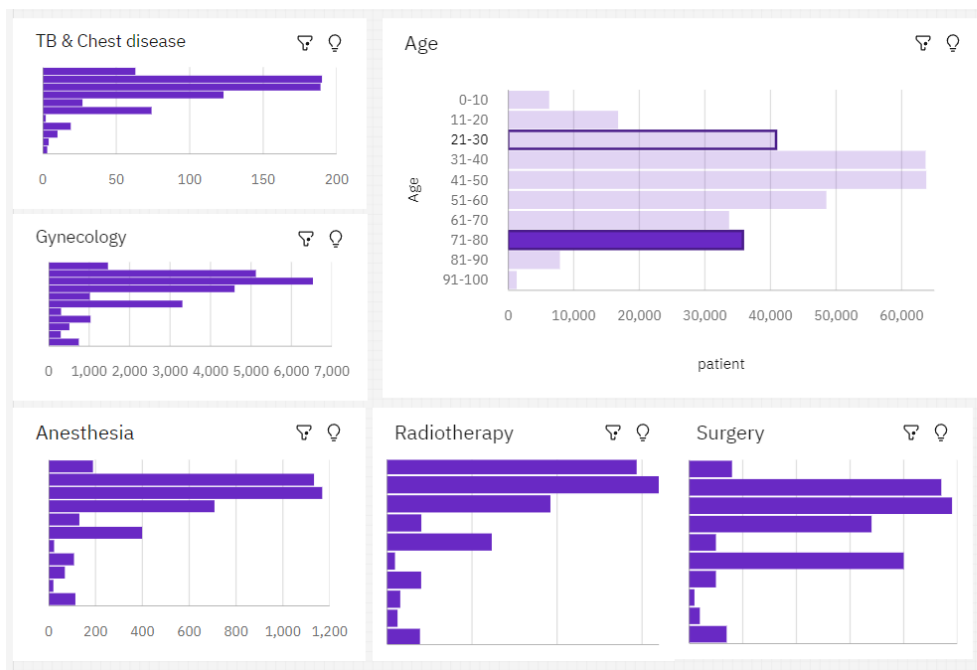 TB & Chest disease
0 50 100 150 200
Gynecology
0 1,000 2,000 3,000 4,000 5,000 6,000 7,000
Age
Age
0-10
11-20
21-30
31-40
41-50
51-60
61-70
71-80
81-90
91-100
0 10,000 20,000 30,000 40,000 50,000 60,000
patient
Anesthesia
0 200 400 600 800 1,000 1,200
Radiotherapy
Surgery